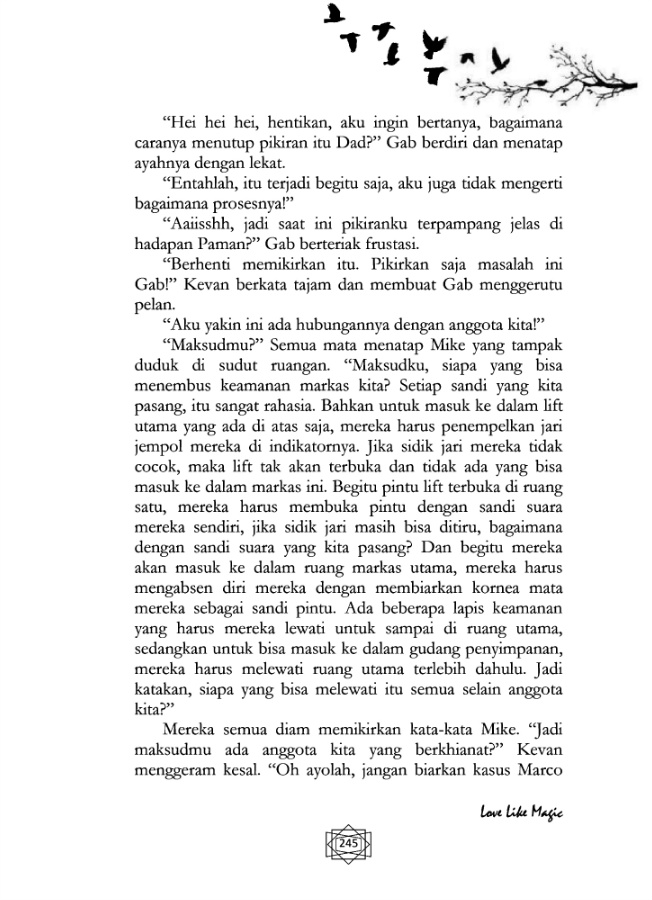 “Hei hei hei, hentikan, aku ingin bertanya, bagaimana
caranya menutup pikiran itu Dad?” Gab berdiri dan menatap
ayahnya dengan lekat.
“Entahlah, itu terjadi begitu saja, aku juga tidak mengerti
bagaimana prosesnya!”
“Aaiisshh, jadi saat ini pikiranku terpampang jelas di
hadapan Paman?” Gab berteriak frustasi.
“Berhenti memikirkan itu. Pikirkan saja masalah ini
Gab!” Kevan berkata tajam dan membuat Gab menggerutu
pelan.
“Aku yakin ini ada hubungannya dengan anggota kita!”
“Maksudmu?” Semua mata menatap Mike yang tampak
duduk di sudut ruangan. “Maksudku, siapa yang bisa
menembus keamanan markas kita? Setiap sandi yang kita
pasang, itu sangat rahasia. Bahkan untuk masuk ke dalam lift
utama yang ada di atas saja, mereka harus penempelkan jari
jempol mereka di indikatornya. Jika sidik jari mereka tidak
cocok, maka lift tak akan terbuka dan tidak ada yang bisa
masuk ke dalam markas ini. Begitu pintu lift terbuka di ruang
satu, mereka harus membuka pintu dengan sandi suara
mereka sendiri, jika sidik jari masih bisa ditiru, bagaimana
dengan sandi suara yang kita pasang? Dan begitu mereka
akan masuk ke dalam ruang markas utama, mereka harus
mengabsen diri mereka dengan membiarkan kornea mata
mereka sebagai sandi pintu. Ada beberapa lapis keamanan
yang harus mereka lewati untuk sampai di ruang utama,
sedangkan untuk bisa masuk ke dalam gudang penyimpanan,
mereka harus melewati ruang utama terlebih dahulu. Jadi
katakan, siapa yang bisa melewati itu semua selain anggota
kita?”
Mereka semua diam memikirkan kata-kata Mike. “Jadi
maksudmu ada anggota kita yang berkhianat?” Kevan
menggeram kesal. “Oh ayolah, jangan biarkan kasus Marco
Love Like Magic
245